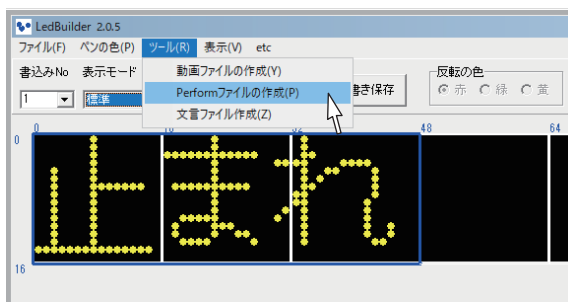 LedBuilder 2.0.5
ファイル(F) ペンの色(P) ツール(R) 表示(V) etc
書込みNo 表示モード
1 標準
動画ファイルの作成(Y)
Performファイルの作成(P)
文言ファイル作成(Z)
き保存
反転の色
赤 緑 黄
0 16 32 48 64
0
止まれ
16